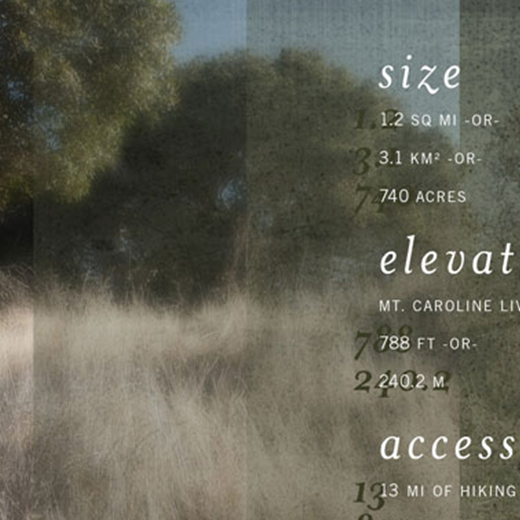 size
1.2 SQ MI -OR-
3.1 KM² -OR-
740 ACRES
elevat
MT. CAROLINE LIV
788 FT -OR-
240.2 M
access
13 MI OF HIKING